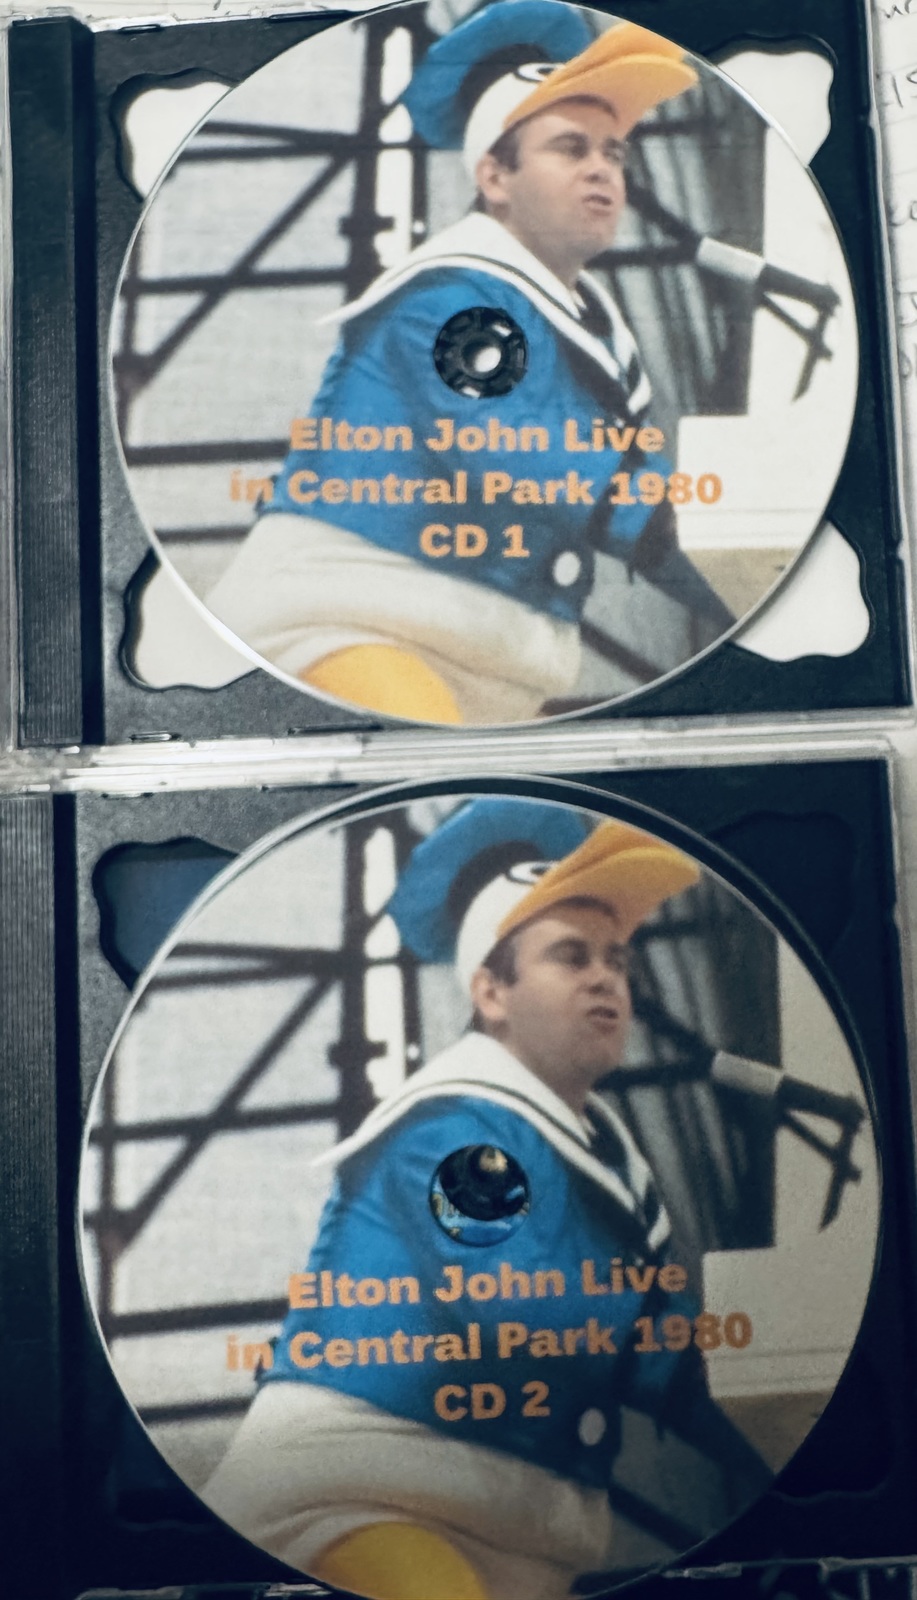 Elton John Live
in Central Park 1980
CD 1
Elton John Live
in Central Park 1980
CD 2